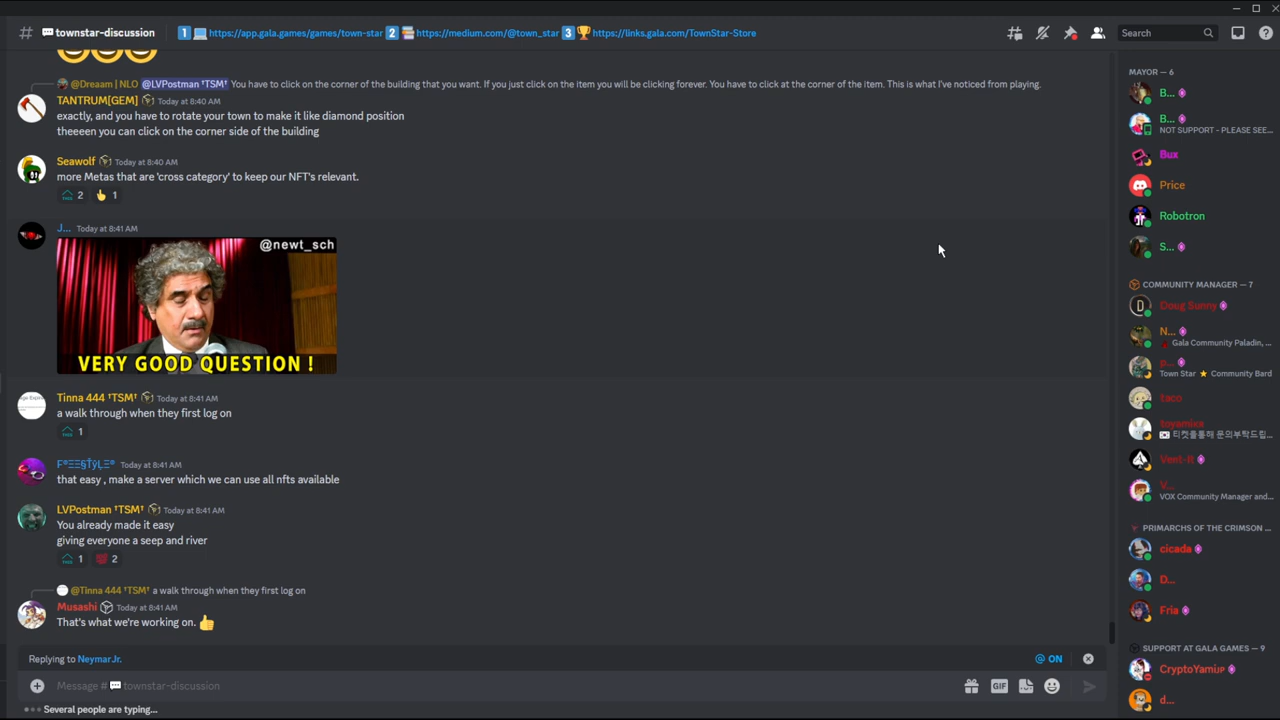 # townstar-discussion 1 https://app.gala.games/games/town-star 2 https://medium.com/@town_star 3 https://links.gala.com/TownStar-Store
Search
@Dreaam | NLO @LVPostman †TSM† You have to click on the corner of the building that you want. If you just click on the item you will be clicking forever. You have to click at the corner of the item. This is what I've noticed from playing.
TANTRUM[GEM] Today at 8:40 AM
exactly, and you have to rotate your town to make it like diamond position
theeeen you can click on the corner side of the building
Seawolf Today at 8:40 AM
more Metas that are 'cross category' to keep our NFT's relevant.
2 1
J... Today at 8:41 AM
@newt_sch
VERY GOOD QUESTION !
Tinna 444 †TSM† Today at 8:41 AM
a walk through when they first log on
1
Today at 8:41 AM
that easy , make a server which we can use all nfts available
LVPostman †TSM† Today at 8:41 AM
You already made it easy
giving everyone a seep and river
1 2
@Tinna 444 †TSM† a walk through when they first log on
Musashi Today at 8:41 AM
That's what we're working on.
Replying to NeymarJr.
@ ON
Message # townstar-discussion
GIF
Several people are typing...
MAYOR — 6
B...
B...
NOT SUPPORT - PLEASE SEE...
Bux
Price
Robotron
S...
COMMUNITY MANAGER — 7
Doug Sunny
N...
Gala Community Paladin, ...
p...
Town Star ★ Community Bard
taco
toyamixa
티켓을통해 문의부탁드립...
Vent-It
V...
VOX Community Manager and...
PRIMARCHS OF THE CRIMSON ...
cicada
D...
Fria
SUPPORT AT GALA GAMES — 9
CryptoYamiJP
d...